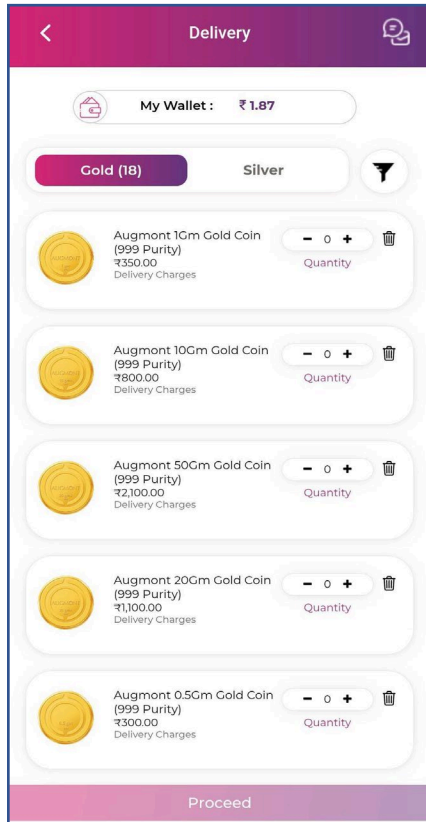 Delivery
My Wallet : ₹ 1.87
Gold (18)
Silver
Augmont 1Gm Gold Coin
(999 Purity)
₹350.00
Delivery Charges
- 0 +
Quantity
Augmont 10Gm Gold Coin
(999 Purity)
₹800.00
Delivery Charges
- 0 +
Quantity
Augmont 50Gm Gold Coin
(999 Purity)
₹2,100.00
Delivery Charges
- 0 +
Quantity
Augmont 20Gm Gold Coin
(999 Purity)
₹1,100.00
Delivery Charges
- 0 +
Quantity
Augmont 0.5Gm Gold Coin
(999 Purity)
₹300.00
Delivery Charges
- 0 +
Quantity
Proceed